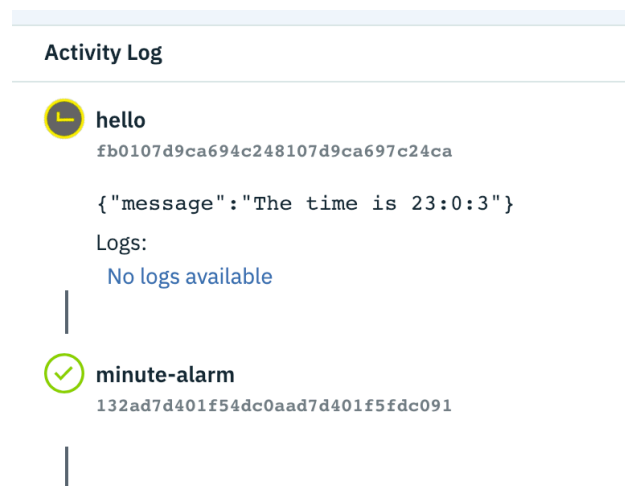 Activity Log
hello
fb0107d9ca694c248107d9ca697c24ca
{"message":"The time is 23:0:3"}
Logs:
No logs available
minute-alarm
132ad7d401f54dc0aad7d401f5fdc091